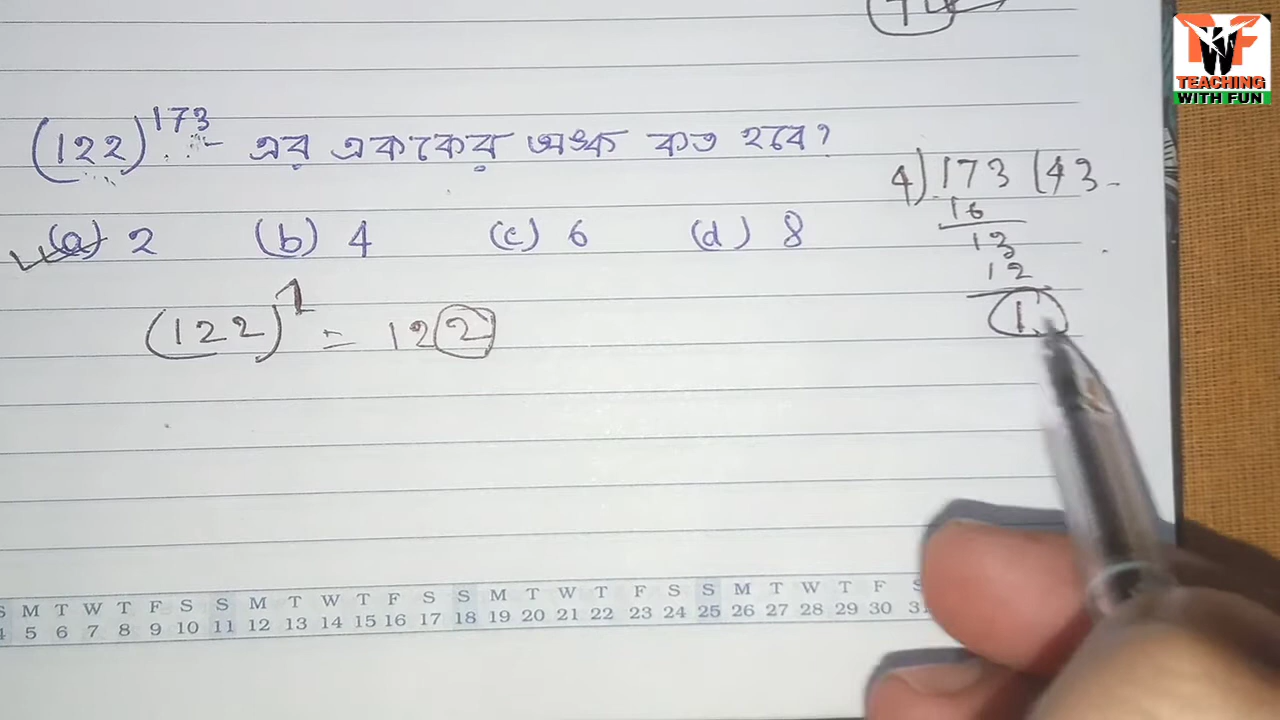 TWF
TEACHING
WITH FUN
(122)^173 এর এককের অঙ্ক কত হবে?
(a) 2 (b) 4 (c) 6 (d) 8
(122)^1 = 122
4) 173 (43
16
13
12
1
S M T W T F S S M T W T F S S M T W T F S S M T W T F S
4 5 6 7 8 9 10 11 12 13 14 15 16 17 18 19 20 21 22 23 24 25 26 27 28 29 30 31